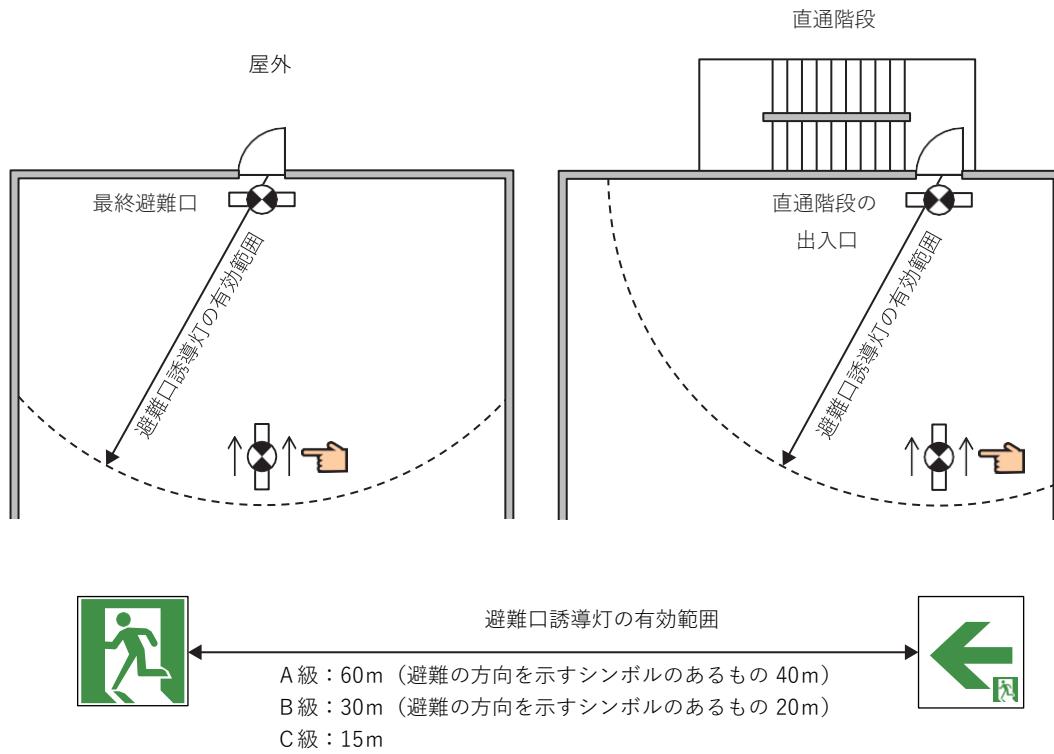 屋外
最終避難口
避難口誘導灯の有効範囲
直通階段
直通階段の
出入口
避難口誘導灯の有効範囲
避難口誘導灯の有効範囲
A級：60m（避難の方向を示すシンボルのあるもの 40m）
B級：30m（避難の方向を示すシンボルのあるもの 20m）
C級：15m